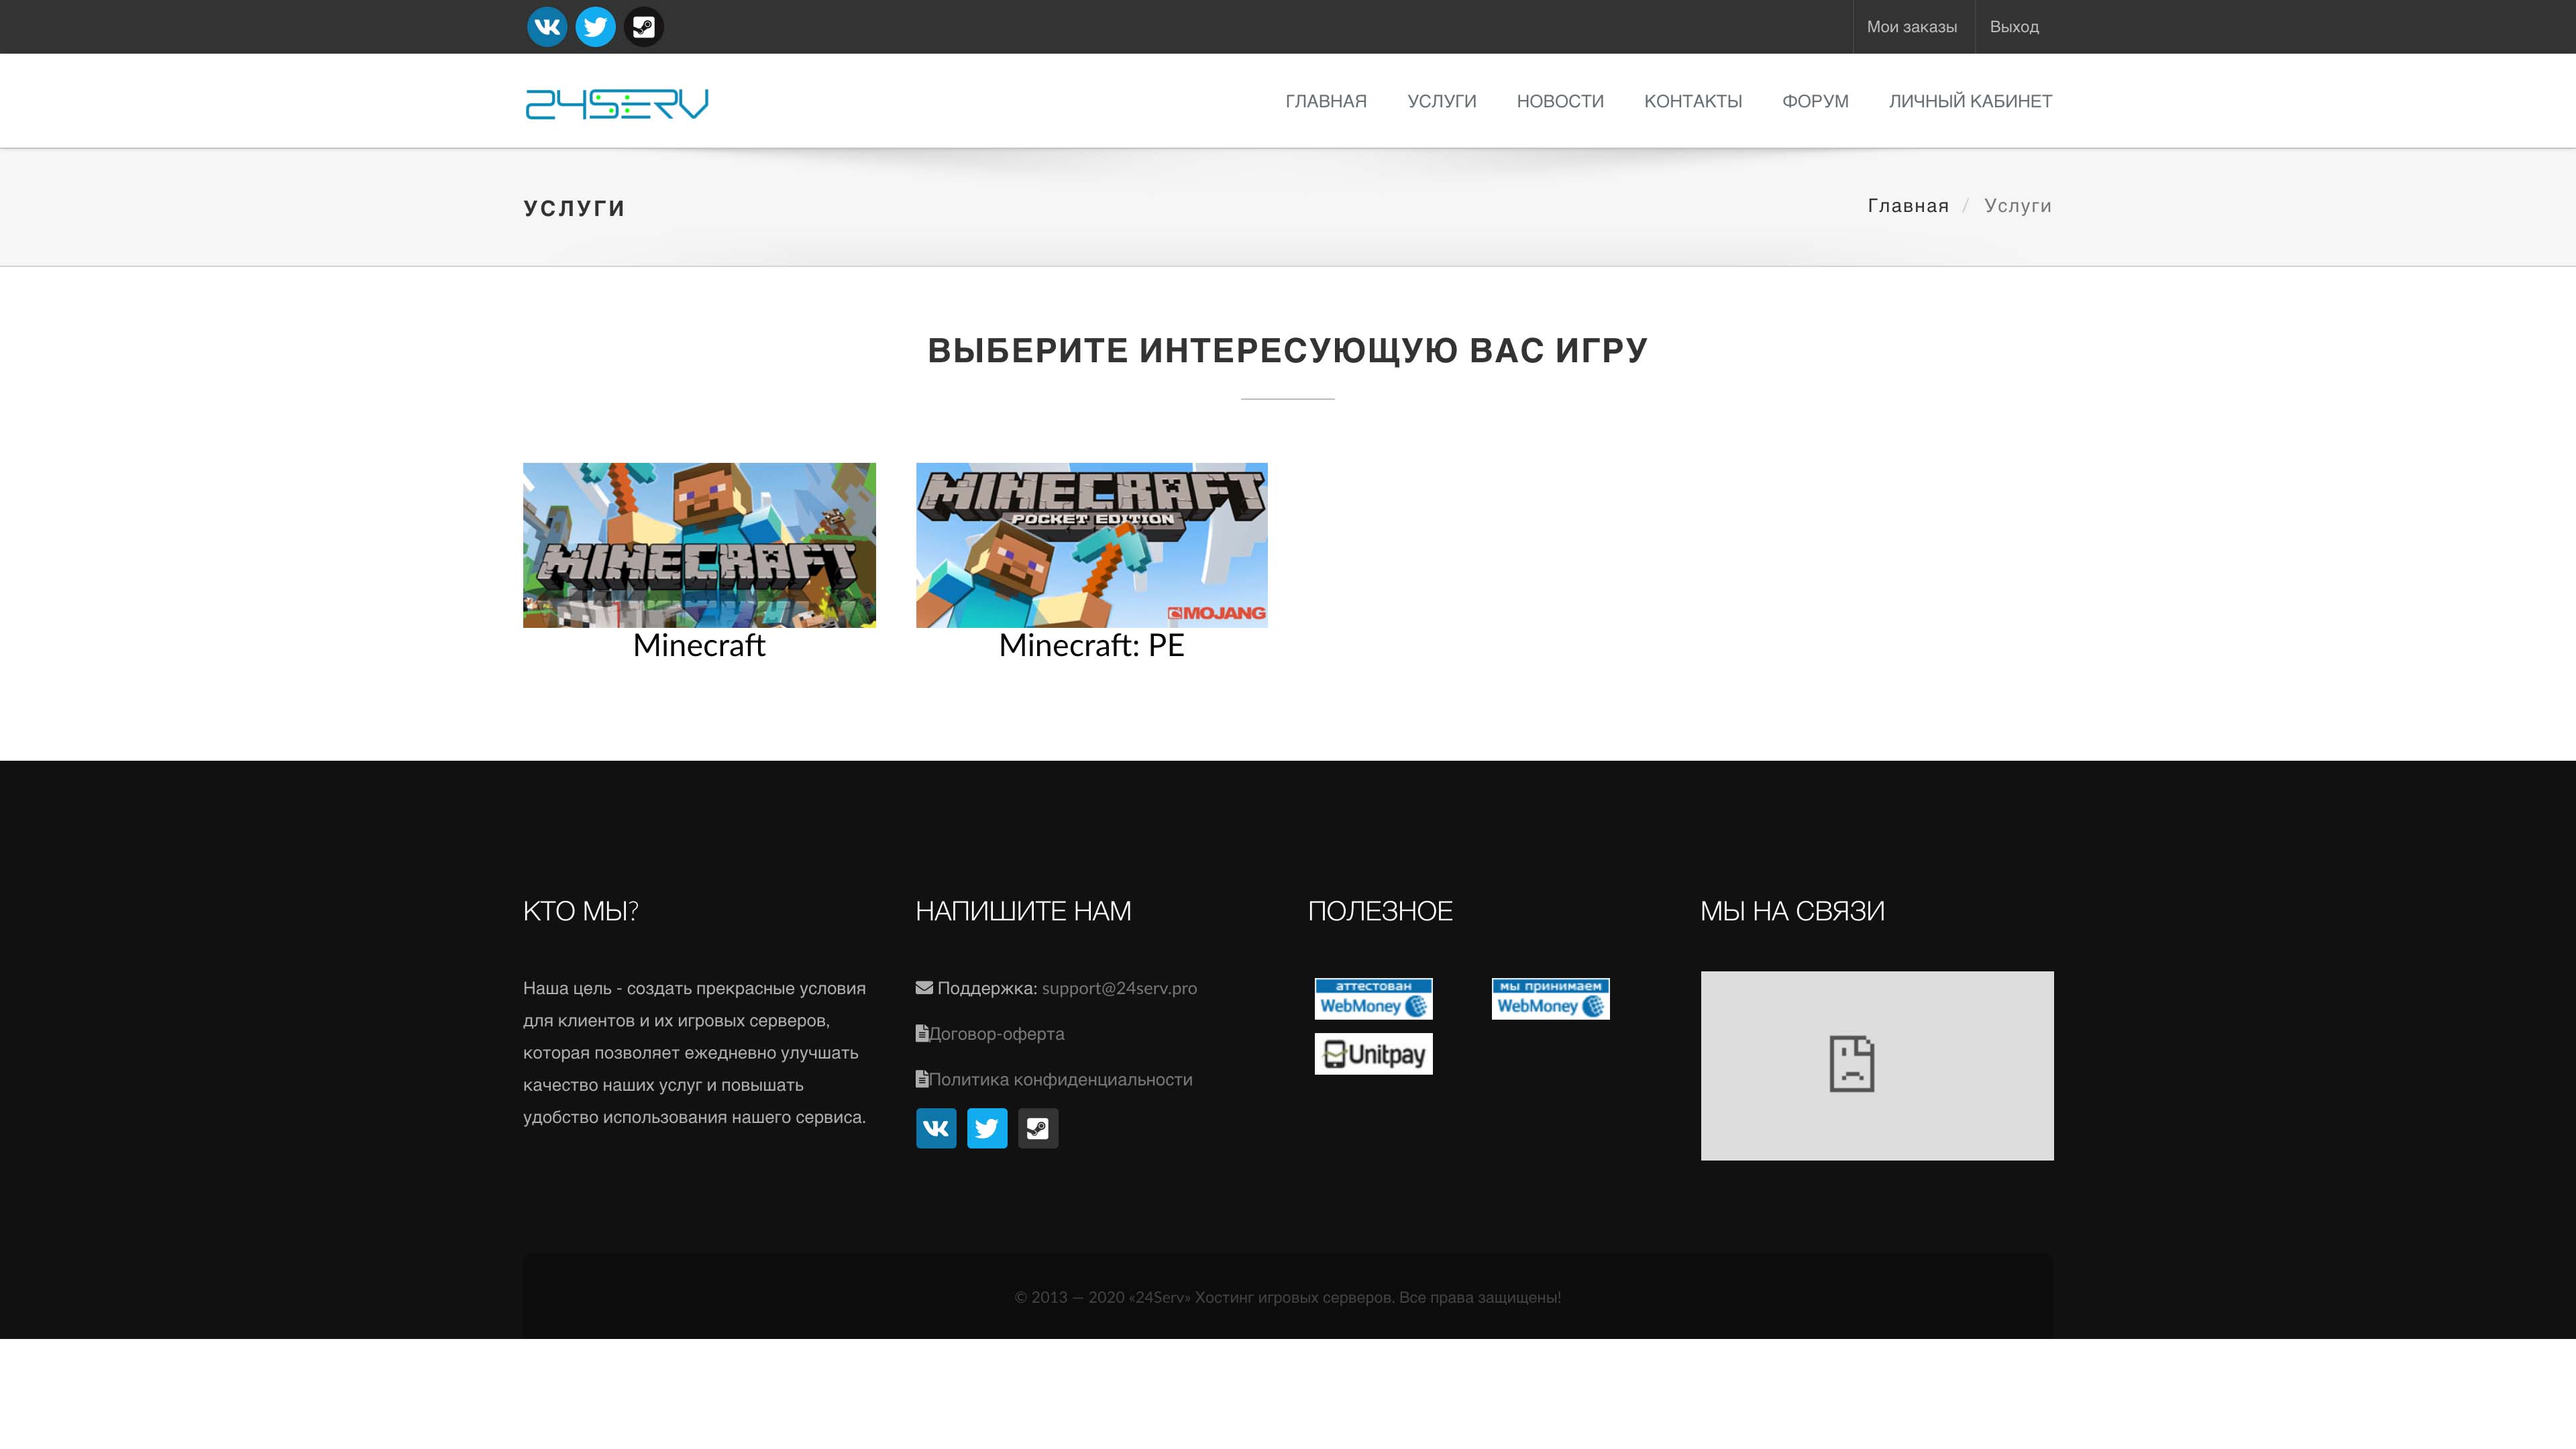 Мои заказы
Выход
24SERV
ГЛАВНАЯ
УСЛУГИ
НОВОСТИ
КОНТАКТЫ
ФОРУМ
ЛИЧНЫЙ КАБИНЕТ
УСЛУГИ
Главная / Услуги
ВЫБЕРИТЕ ИНТЕРЕСУЮЩУЮ ВАС ИГРУ
MINECRAFT
Minecraft
MINECRAFT
POCKET EDITION
MOJANG
Minecraft: PE
КТО МЫ?
Наша цель - создать прекрасные условия
для клиентов и их игровых серверов,
которая позволяет ежедневно улучшать
качество наших услуг и повышать
удобство использования нашего сервиса.
НАПИШИТЕ НАМ
Поддержка: support@24serv.pro
Договор-оферта
Политика конфиденциальности
ПОЛЕЗНОЕ
аттестован
WebMoney
мы принимаем
WebMoney
Unitpay
МЫ НА СВЯЗИ
© 2013 — 2020 «24Serv» Хостинг игровых серверов. Все права защищены!